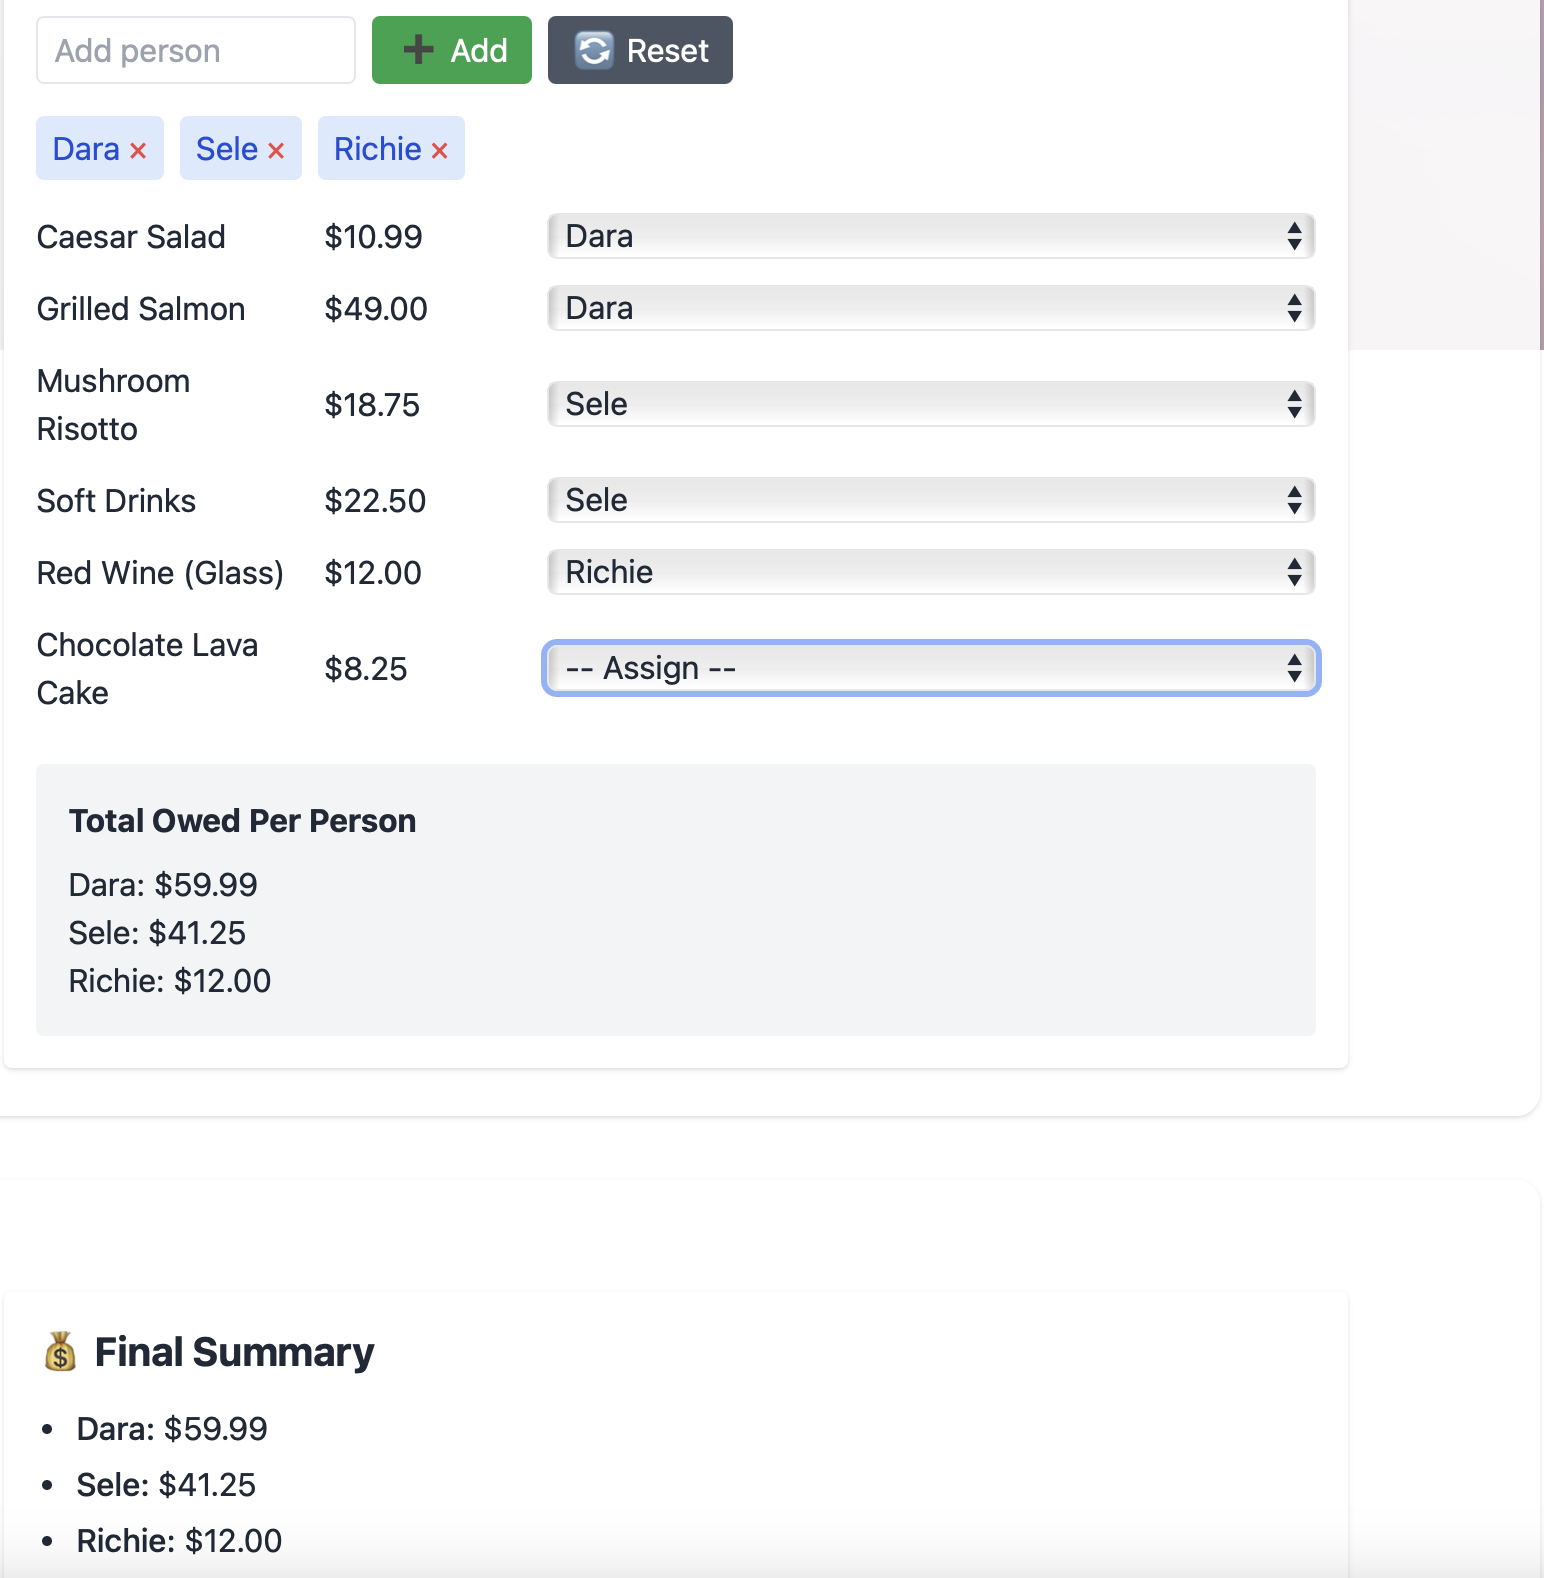 Add person
Add
Reset
Dara ×
Sele ×
Richie ×
Caesar Salad $10.99 Dara
Grilled Salmon $49.00 Dara
Mushroom
Risotto
$18.75 Sele
Soft Drinks $22.50 Sele
Red Wine (Glass) $12.00 Richie
Chocolate Lava
Cake
$8.25 -- Assign --
Total Owed Per Person
Dara: $59.99
Sele: $41.25
Richie: $12.00
Final Summary
• Dara: $59.99
• Sele: $41.25
• Richie: $12.00